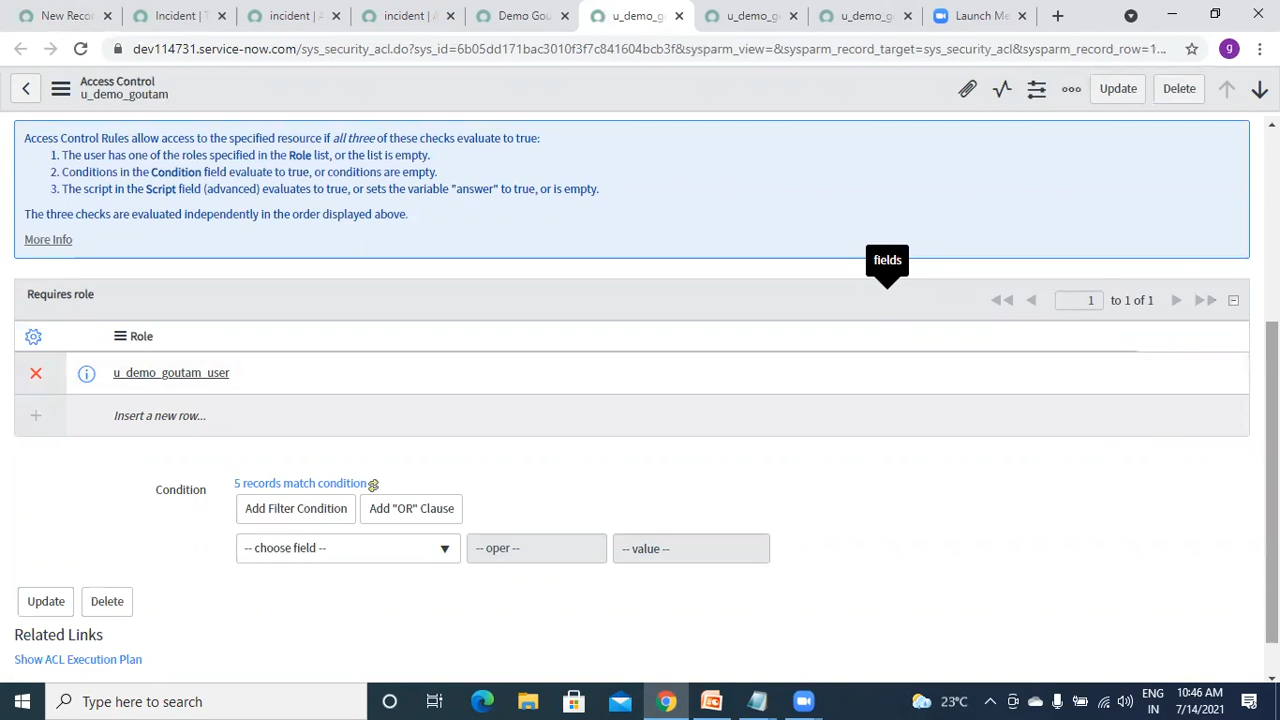 New Recor
Incident | T
incident | A
incident | A
Demo Gou
u_demo_go
u_demo_go
u_demo_go
Launch Me
dev114731.service-now.com/sys_security_acl.do?sys_id=6b05dd171bac3010f3f7c841604bcb3f&sysparm_view=&sysparm_record_target=sys_security_acl&sysparm_record_row=1...
g
Access Control
u_demo_goutam
Update
Delete
Access Control Rules allow access to the specified resource if all three of these checks evaluate to true:
1. The user has one of the roles specified in the Role list, or the list is empty.
2. Conditions in the Condition field evaluate to true, or conditions are empty.
3. The script in the Script field (advanced) evaluates to true, or sets the variable "answer" to true, or is empty.
The three checks are evaluated independently in the order displayed above.
More Info
fields
Requires role
1 to 1 of 1
Role
u_demo_goutam_user
Insert a new row...
Condition
5 records match condition
Add Filter Condition
Add "OR" Clause
-- choose field --
-- oper --
-- value --
Update
Delete
Related Links
Show ACL Execution Plan
Type here to search
23°C
ENG
IN
10:46 AM
7/14/2021